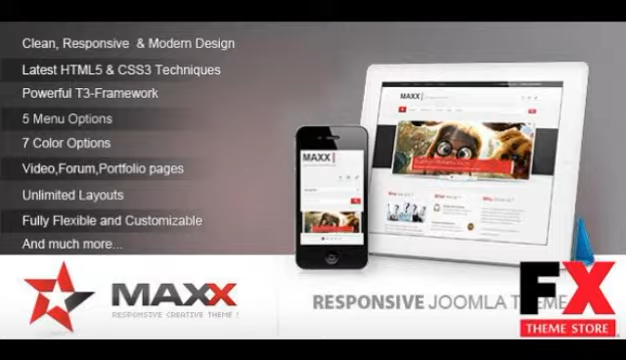 Clean, Responsive & Modern Design
Latest HTML5 & CSS3 Techniques
Powerful T3-Framework
5 Menu Options
7 Color Options
Video,Forum,Portfolio pages
Unlimited Layouts
Fully Flexible and Customizable
And much more...
MAXX
MAXX
MAXX
RESPONSIVE CREATIVE THEME !
RESPONSIVE JOOMLA THEME
FX
THEME STORE